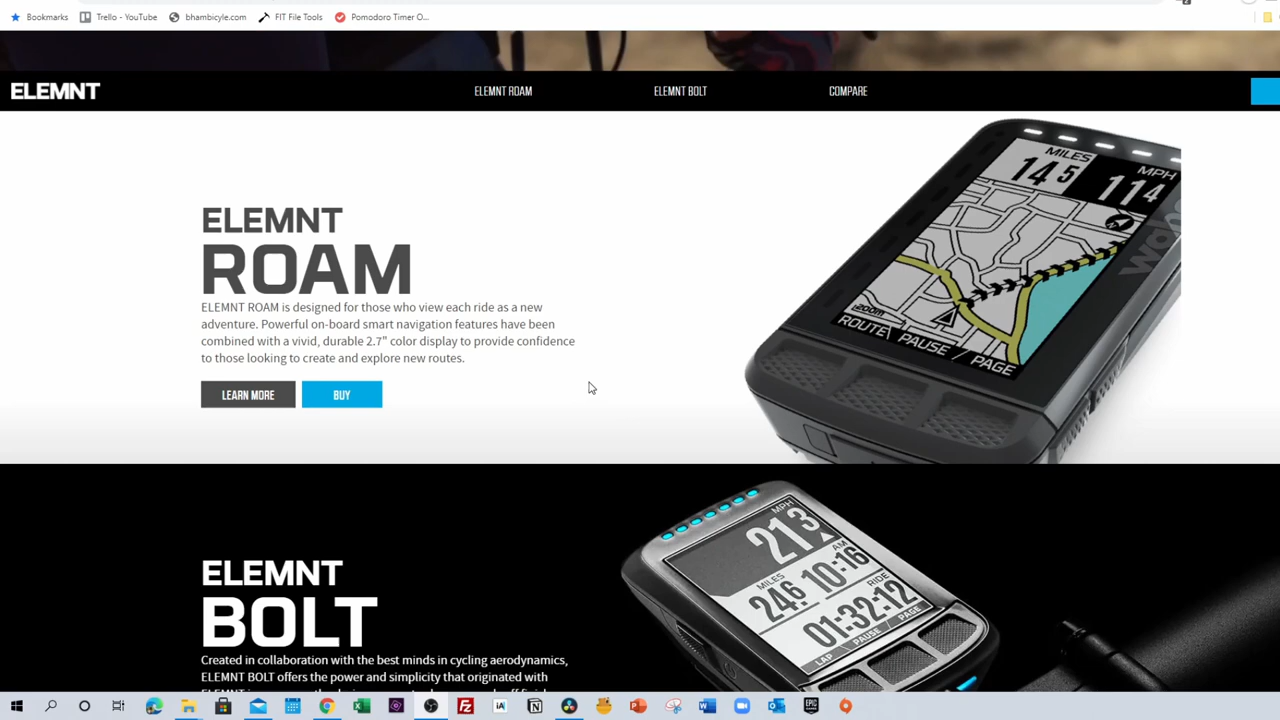 Bookmarks
Trello - YouTube
bhambicyle.com
FIT File Tools
Pomodoro Timer O...
ELEMNT
ELEMNT ROAM
ELEMNT BOLT
COMPARE
ELEMNT
ROAM
ELEMNT ROAM is designed for those who view each ride as a new
adventure. Powerful on-board smart navigation features have been
combined with a vivid, durable 2.7" color display to provide confidence
to those looking to create and explore new routes.
LEARN MORE
BUY
MILES
14.5
MPH
11.4
N
200m
ROUTE PAUSE / PAGE
ELEMNT
BOLT
Created in collaboration with the best minds in cycling aerodynamics,
ELEMNT BOLT offers the power and simplicity that originated with
MPH
21.3
MILES
24.6
AM
10:16
RIDE
01:32:12
LAP PAUSE PAGE